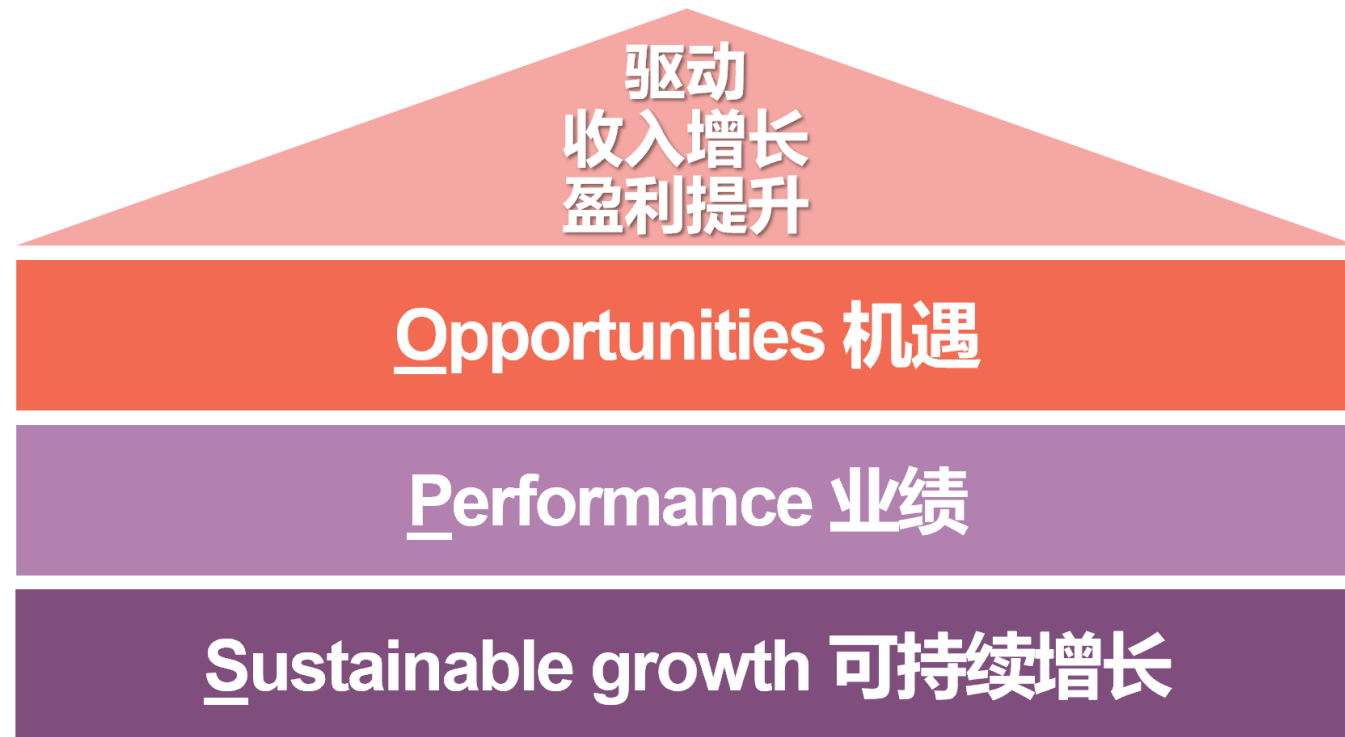 驱动
收入增长
盈利提升
Opportunities 机遇
Performance 业绩
Sustainable growth 可持续增长